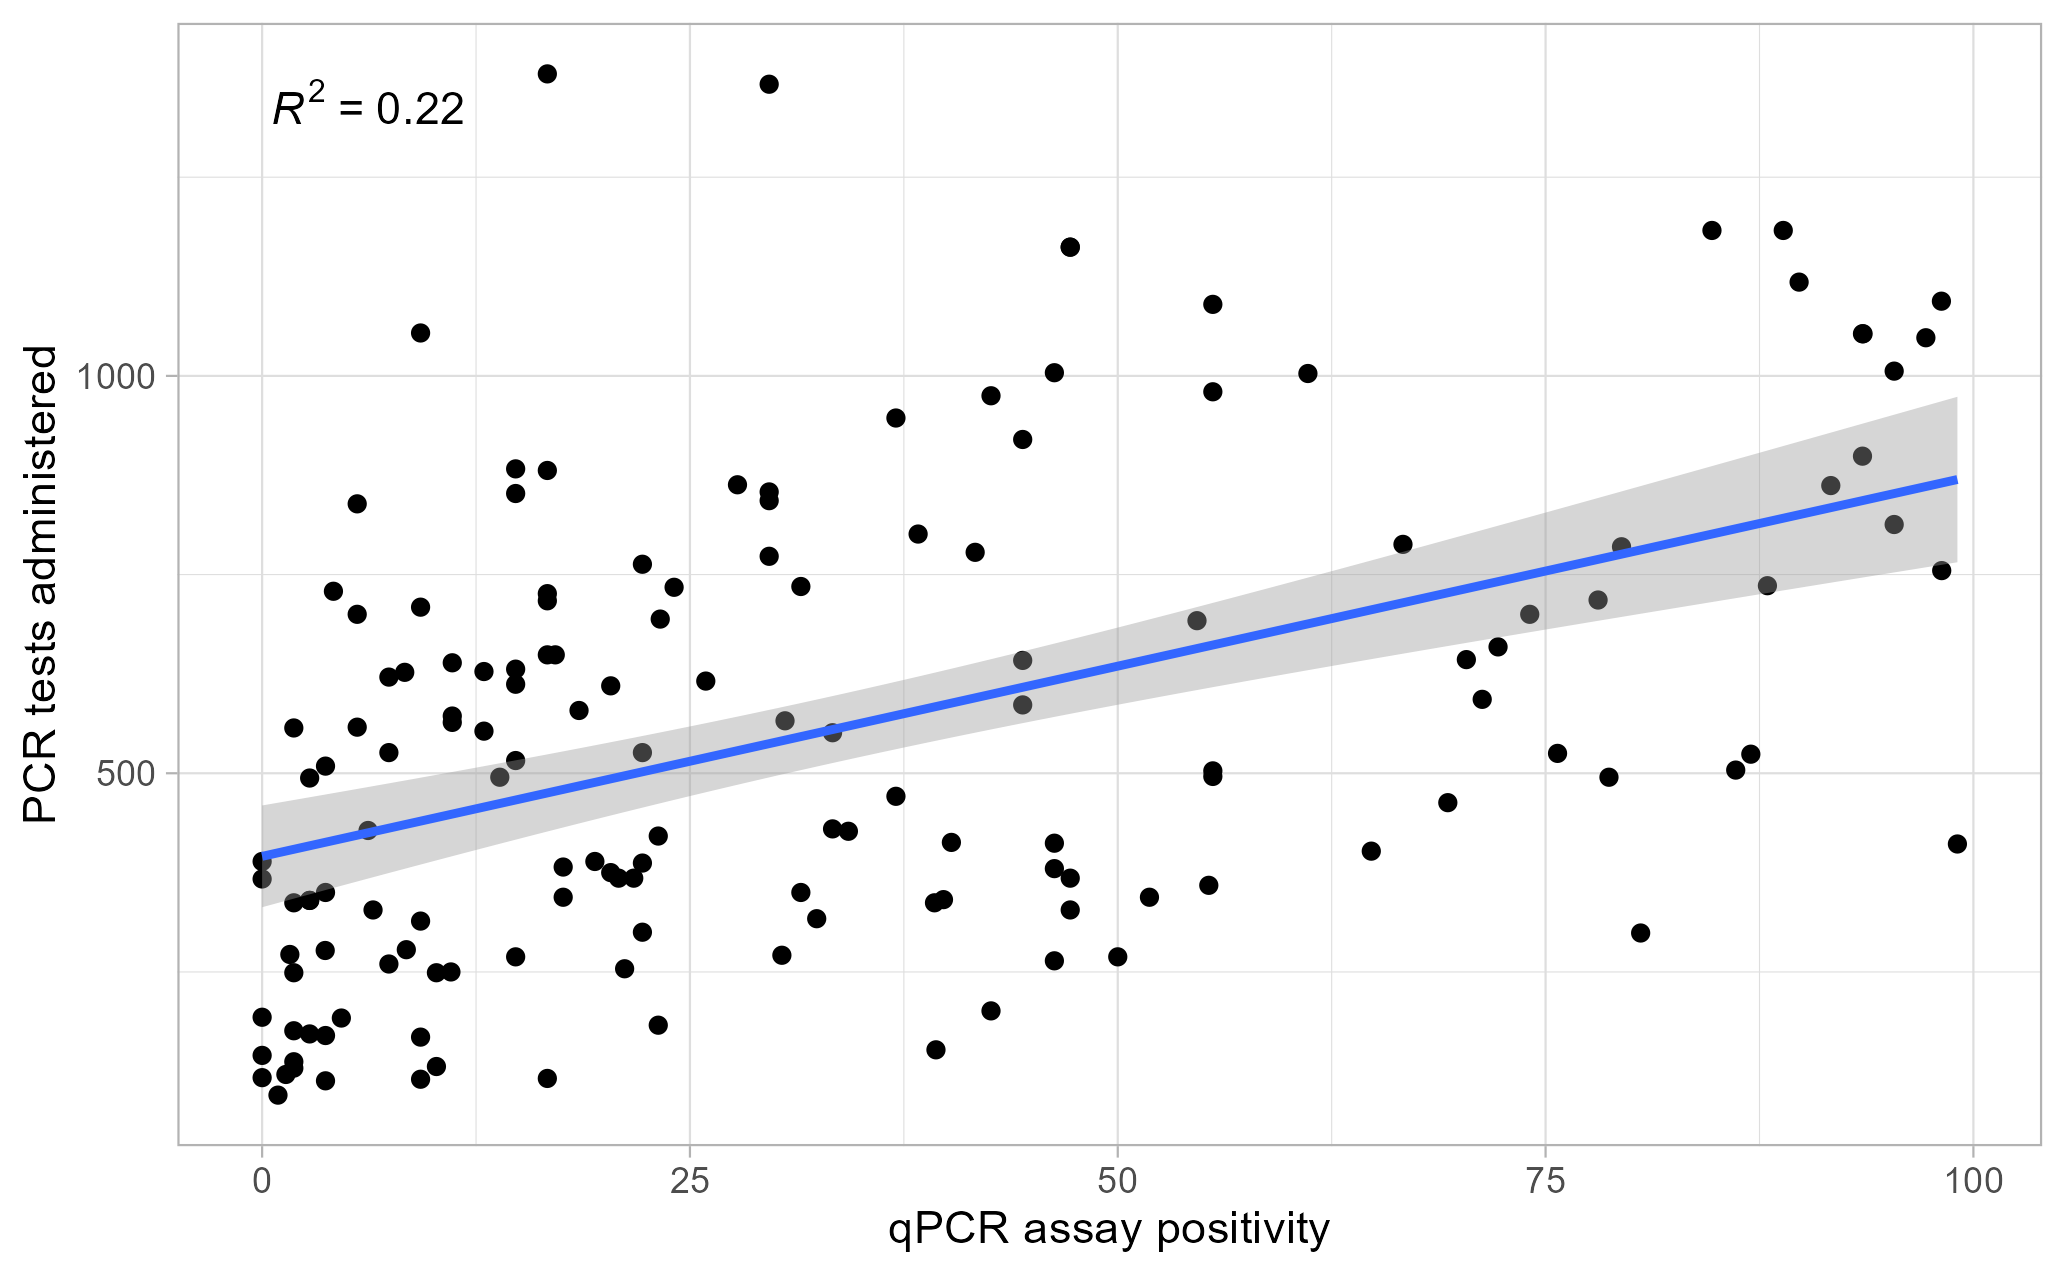 R² = 0.22
PCR tests administered
1000
500
0 25 50 75 100
qPCR assay positivity